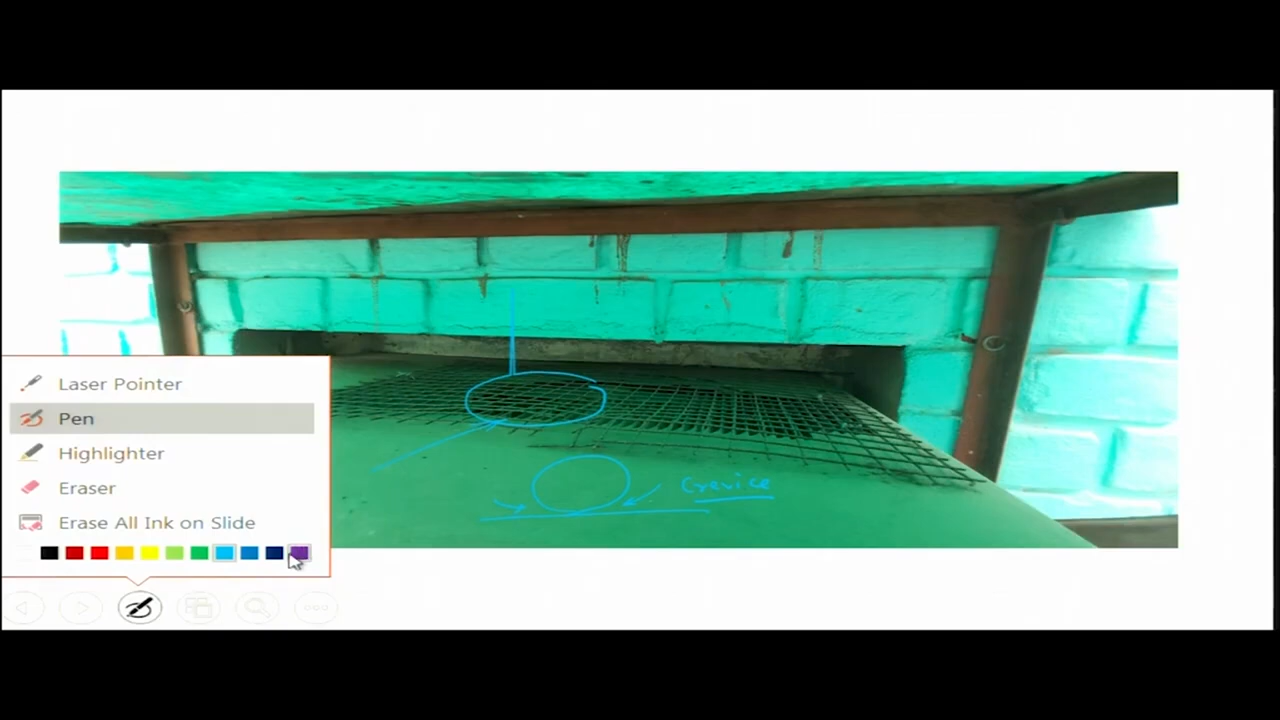 Laser Pointer
Pen
Highlighter
Eraser
Erase All Ink on Slide
Crevice